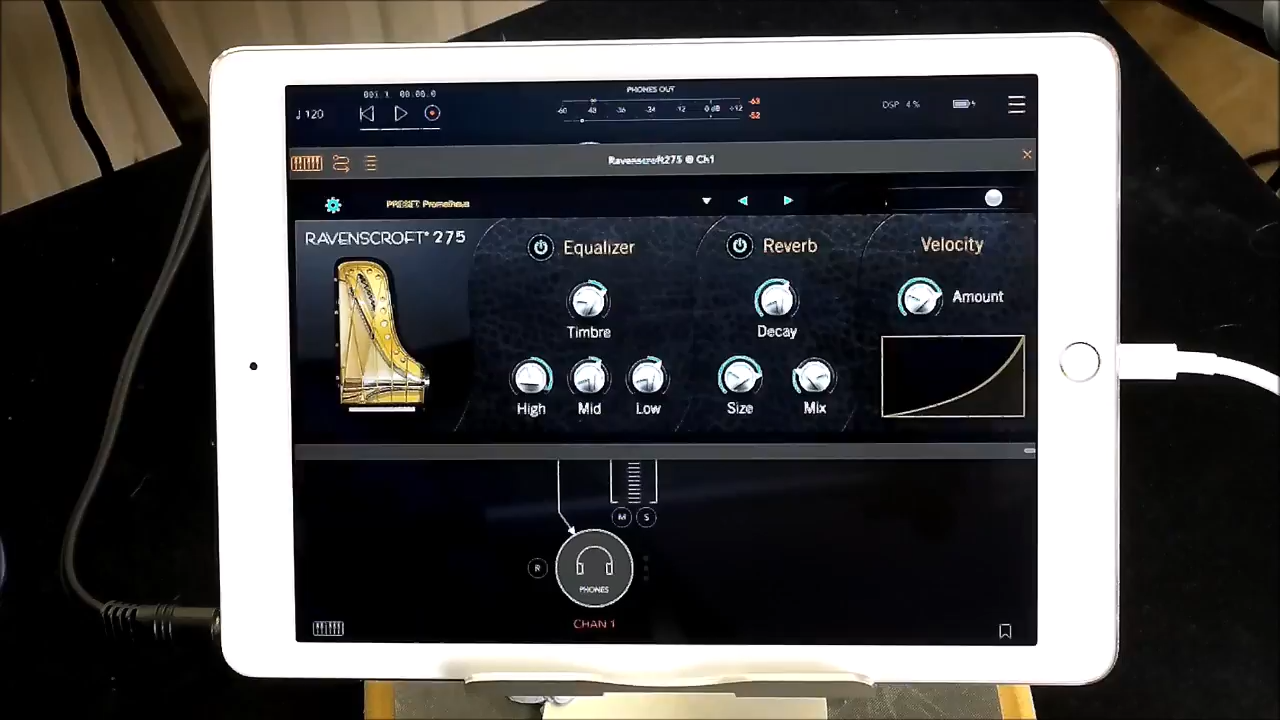 PHONES OUT
001.1 00:00.0
♩ 120
-60 -48 -36 -24 -12 0 dB +12
-63
-52
DSP 4%
Ravenscroft275 @ Ch1
PRESET: Prometheus
RAVENSCROFT® 275
Equalizer
Reverb
Velocity
Timbre
Decay
Amount
High
Mid
Low
Size
Mix
M S
R
PHONES
CHAN 1